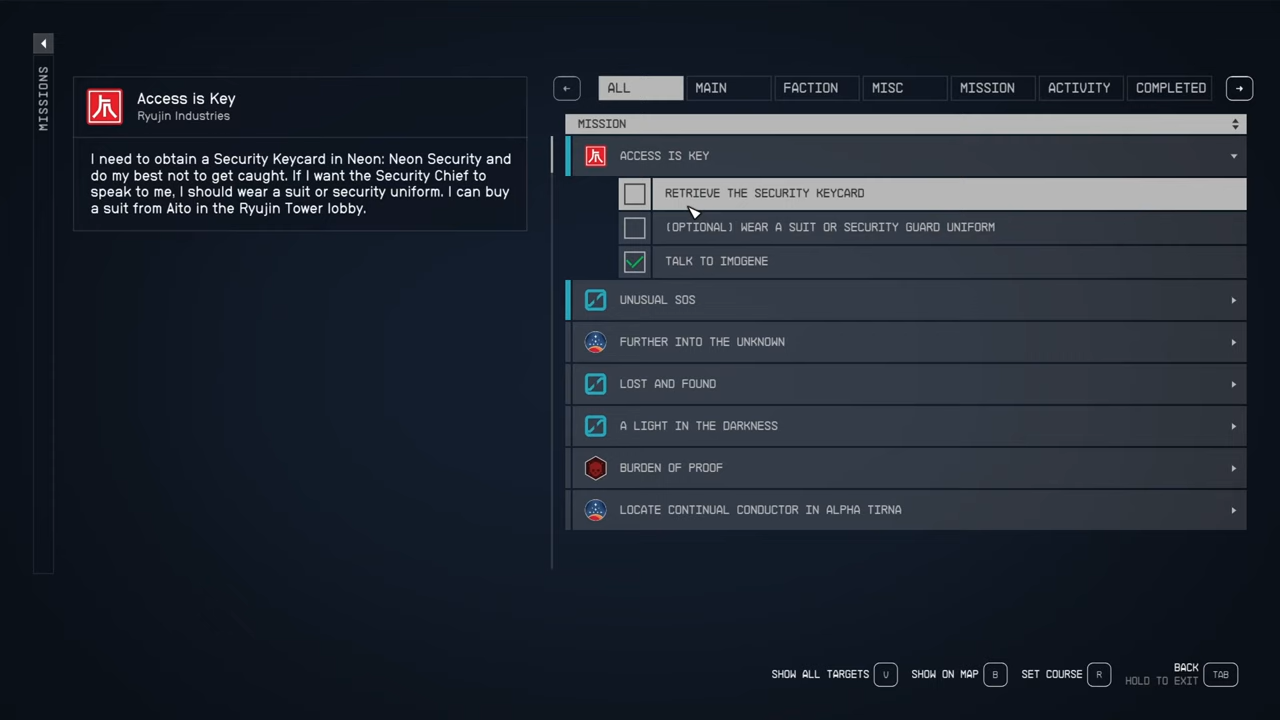 MISSIONS
Access is Key
Ryujin Industries
I need to obtain a Security Keycard in Neon: Neon Security and
do my best not to get caught. If I want the Security Chief to
speak to me, I should wear a suit or security uniform. I can buy
a suit from Aito in the Ryujin Tower lobby.
ALL
MAIN
FACTION
MISC
MISSION
ACTIVITY
COMPLETED
MISSION
ACCESS IS KEY
RETRIEVE THE SECURITY KEYCARD
(OPTIONAL) WEAR A SUIT OR SECURITY GUARD UNIFORM
TALK TO IMOGENE
UNUSUAL SOS
FURTHER INTO THE UNKNOWN
LOST AND FOUND
A LIGHT IN THE DARKNESS
BURDEN OF PROOF
LOCATE CONTINUAL CONDUCTOR IN ALPHA TIRNA
SHOW ALL TARGETS V
SHOW ON MAP B
SET COURSE R
BACK
HOLD TO EXIT
TAB